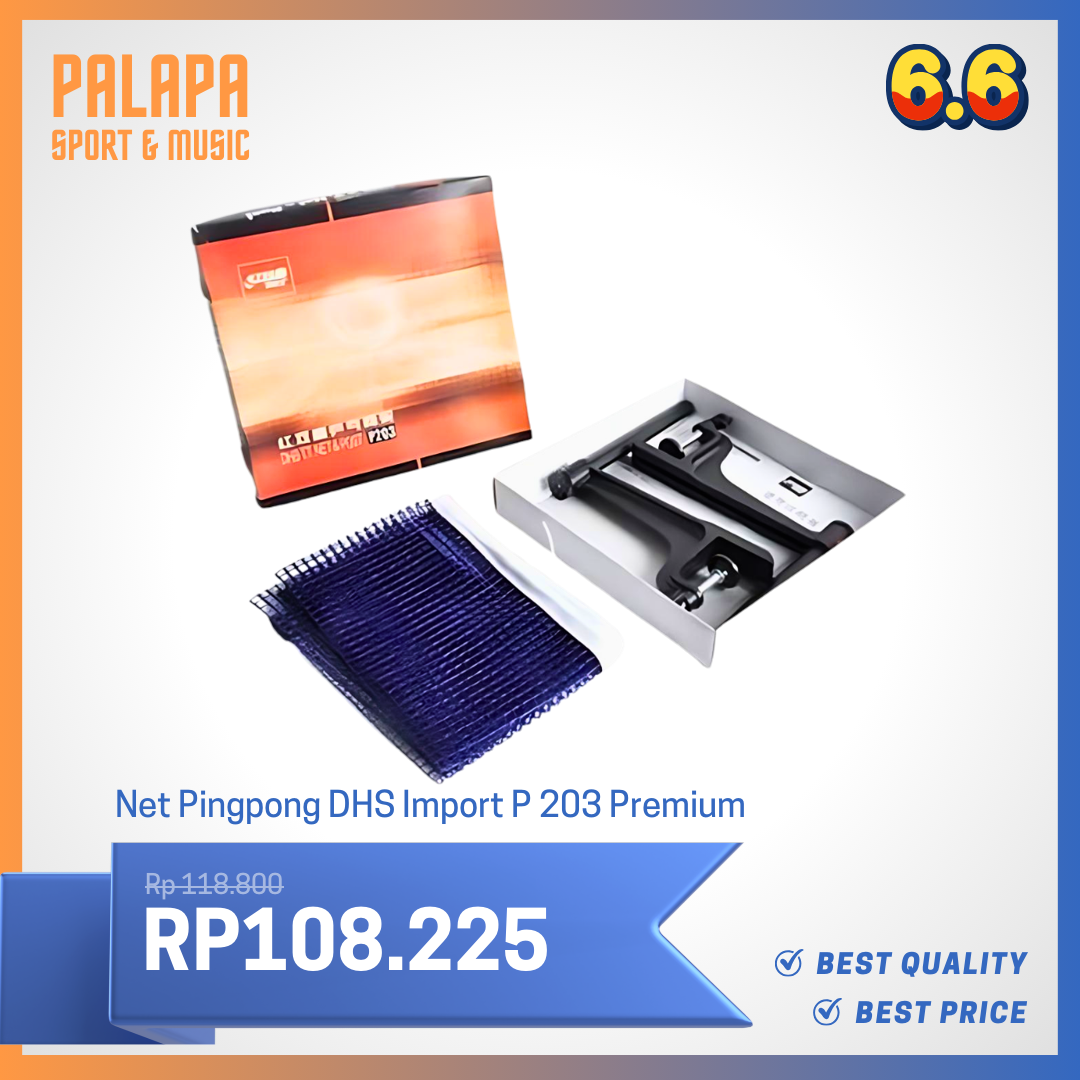 PALAPA
SPORT & MUSIC
6.6
P203
Net Pingpong DHS Import P 203 Premium
Rp 118.800
RP108.225
BEST QUALITY
BEST PRICE